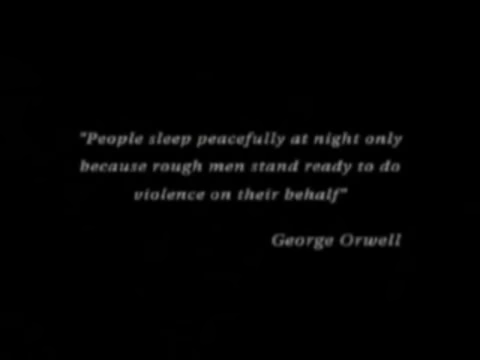 "People sleep peacefully at night only
because rough men stand ready to do
violence on their behalf"
George Orwell